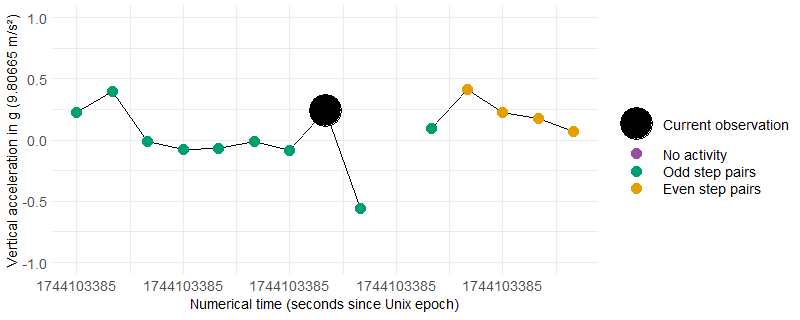 Vertical acceleration in g (9.80665 m/s²)
1.0
0.5
0.0
-0.5
-1.0
1744103385 1744103385 1744103385 1744103385 1744103385
Numerical time (seconds since Unix epoch)
Current observation
No activity
Odd step pairs
Even step pairs